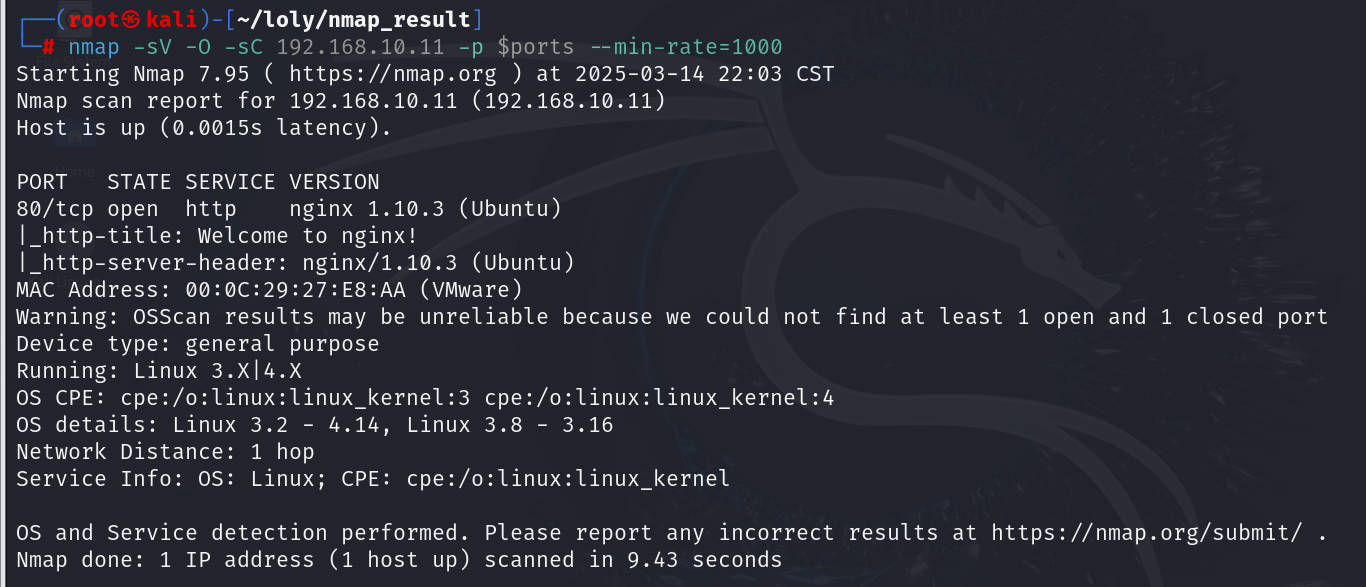 ┌──(root㉿kali)-[~/loly/nmap_result]
└─# nmap -sV -O -sC 192.168.10.11 -p $ports --min-rate=1000
Starting Nmap 7.95 ( https://nmap.org ) at 2025-03-14 22:03 CST
Nmap scan report for 192.168.10.11 (192.168.10.11)
Host is up (0.0015s latency).

PORT   STATE SERVICE VERSION
80/tcp open  http    nginx 1.10.3 (Ubuntu)
|_http-title: Welcome to nginx!
|_http-server-header: nginx/1.10.3 (Ubuntu)
MAC Address: 00:0C:29:27:E8:AA (VMware)
Warning: OSScan results may be unreliable because we could not find at least 1 open and 1 closed port
Device type: general purpose
Running: Linux 3.X|4.X
OS CPE: cpe:/o:linux:linux_kernel:3 cpe:/o:linux:linux_kernel:4
OS details: Linux 3.2 - 4.14, Linux 3.8 - 3.16
Network Distance: 1 hop
Service Info: OS: Linux; CPE: cpe:/o:linux:linux_kernel

OS and Service detection performed. Please report any incorrect results at https://nmap.org/submit/ .
Nmap done: 1 IP address (1 host up) scanned in 9.43 seconds